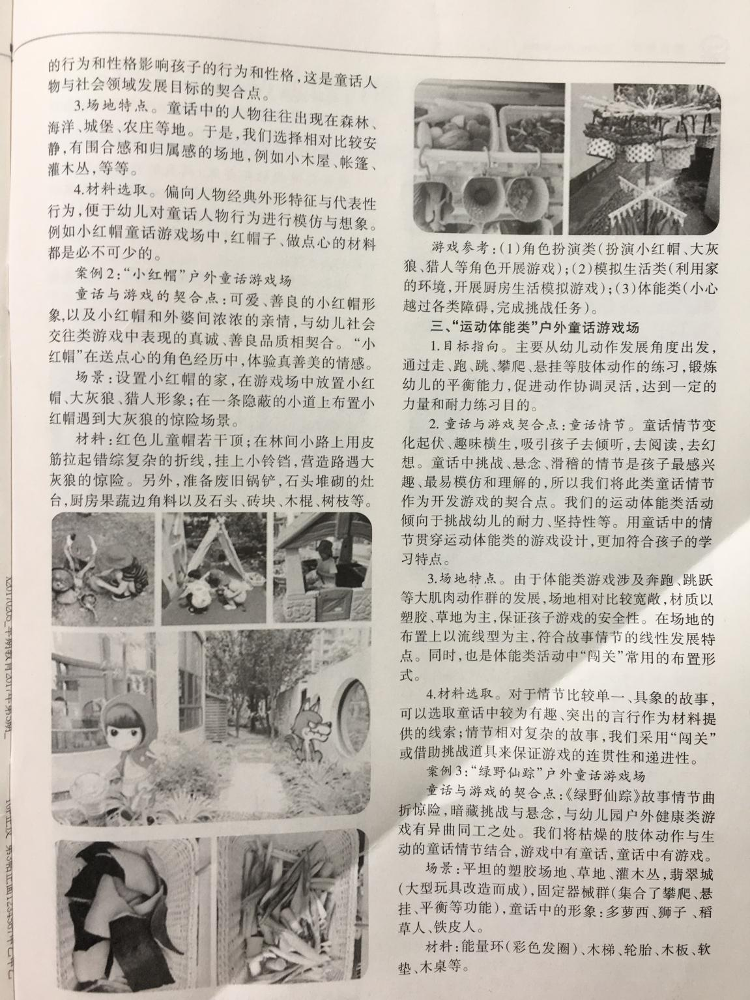 的行为和性格影响孩子的行为和性格,这是童话人
物与社会领域发展目标的契合点。
3.场地特点。童话中的人物往往出现在森林、
海洋、城堡、农庄等地。于是,我们选择相对比较安
静,有围合感和归属感的场地,例如小木屋、帐篷、
灌木丛,等等。
4.材料选取。偏向人物经典外形特征与代表性
行为,便于幼儿对童话人物行为进行模仿与想象。
例如小红帽童话游戏场中,红帽子、做点心的材料
都是必不可少的。
案例2:“小红帽”户外童话游戏场
童话与游戏的契合点:可爱、善良的小红帽形
象,以及小红帽和外婆间浓浓的亲情,与幼儿社会
交往类游戏中表现的真诚、善良品质相契合。“小
红帽”在送点心的角色经历中,体验真善美的情感。
场景:设置小红帽的家,在游戏场中放置小红
帽、大灰狼、猎人形象;在一条隐蔽的小道上布置小
红帽遇到大灰狼的惊险场景。
材料:红色儿童帽若干顶;在林间小路上用皮
筋拉起错综复杂的折线,挂上小铃铛,营造路遇大
灰狼的惊险。另外,准备废旧锅铲,石头堆砌的灶
台,厨房果蔬边角料以及石头、砖块、木棍、树枝等。
游戏参考:(1)角色扮演类(扮演小红帽、大灰
狼、猎人等角色开展游戏);(2)模拟生活类(利用家
的环境,开展厨房生活模拟游戏);(3)体能类(小心
越过各类障碍,完成挑战任务)。
三、“运动体能类”户外童话游戏场
1.目标指向。主要从幼儿动作发展角度出发,
通过走、跑、跳、攀爬、悬挂等肢体动作的练习,锻炼
幼儿的平衡能力,促进动作协调灵活,达到一定的
力量和耐力练习目的。
2. 童话与游戏契合点:童话情节。童话情节变
化起伏、趣味横生,吸引孩子去倾听,去阅读,去幻
想。童话中挑战、悬念、滑稽的情节是孩子最感兴
趣、最易模仿和理解的,所以我们将此类童话情节
作为开发游戏的契合点。我们的运动体能类活动
倾向于挑战幼儿的耐力、坚持性等。用童话中的情
节贯穿运动体能类的游戏设计,更加符合孩子的学
习特点。
3.场地特点。由于体能类游戏涉及奔跑、跳跃
等大肌肉动作群的发展,场地相对比较宽敞,材质以
塑胶、草地为主,保证孩子游戏的安全性。在场地的
布置上以流线型为主,符合故事情节的线性发展特
点。同时,也是体能类活动中“闯关”常用的布置形
式。
4.材料选取。对于情节比较单一、具象的故事,
可以选取童话中较为有趣、突出的言行作为材料提
供的线索;情节相对复杂的故事,我们采用“闯关”
或借助挑战道具来保证游戏的连贯性和递进性。
案例3:“绿野仙踪”户外童话游戏场
童话与游戏的契合点:《绿野仙踪》故事情节曲
折惊险,暗藏挑战与悬念,与幼儿园户外健康类游
戏有异曲同工之处。我们将枯燥的肢体动作与生
动的童话情节结合,游戏中有童话,童话中有游戏。
场景:平坦的塑胶场地、草地、灌木丛,翡翠城
(大型玩具改造而成),固定器械群(集合了攀爬、悬
挂、平衡等功能),童话中的形象:多萝西、狮子、稻
草人、铁皮人。
材料:能量环(彩色发圈)、木梯、轮胎、木板、软
垫、木桌等。